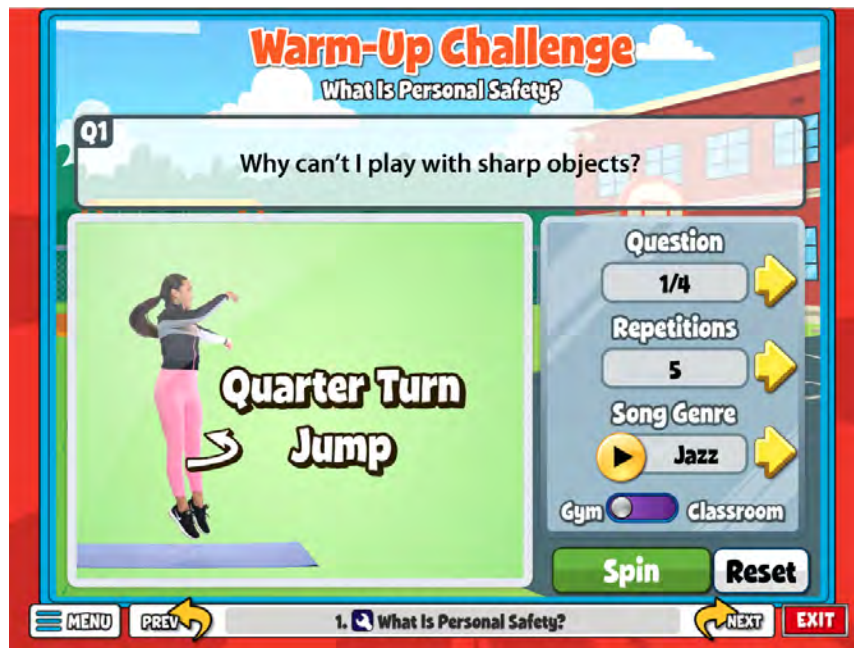 Warm-Up Challenge
What Is Personal Safety?
Q1
Why can't I play with sharp objects?
Quarter Turn
Jump
Question
1/4
Repetitions
5
Song Genre
Jazz
Gym Classroom
Spin Reset
MENU PREV 1. What Is Personal Safety? NEXT EXIT